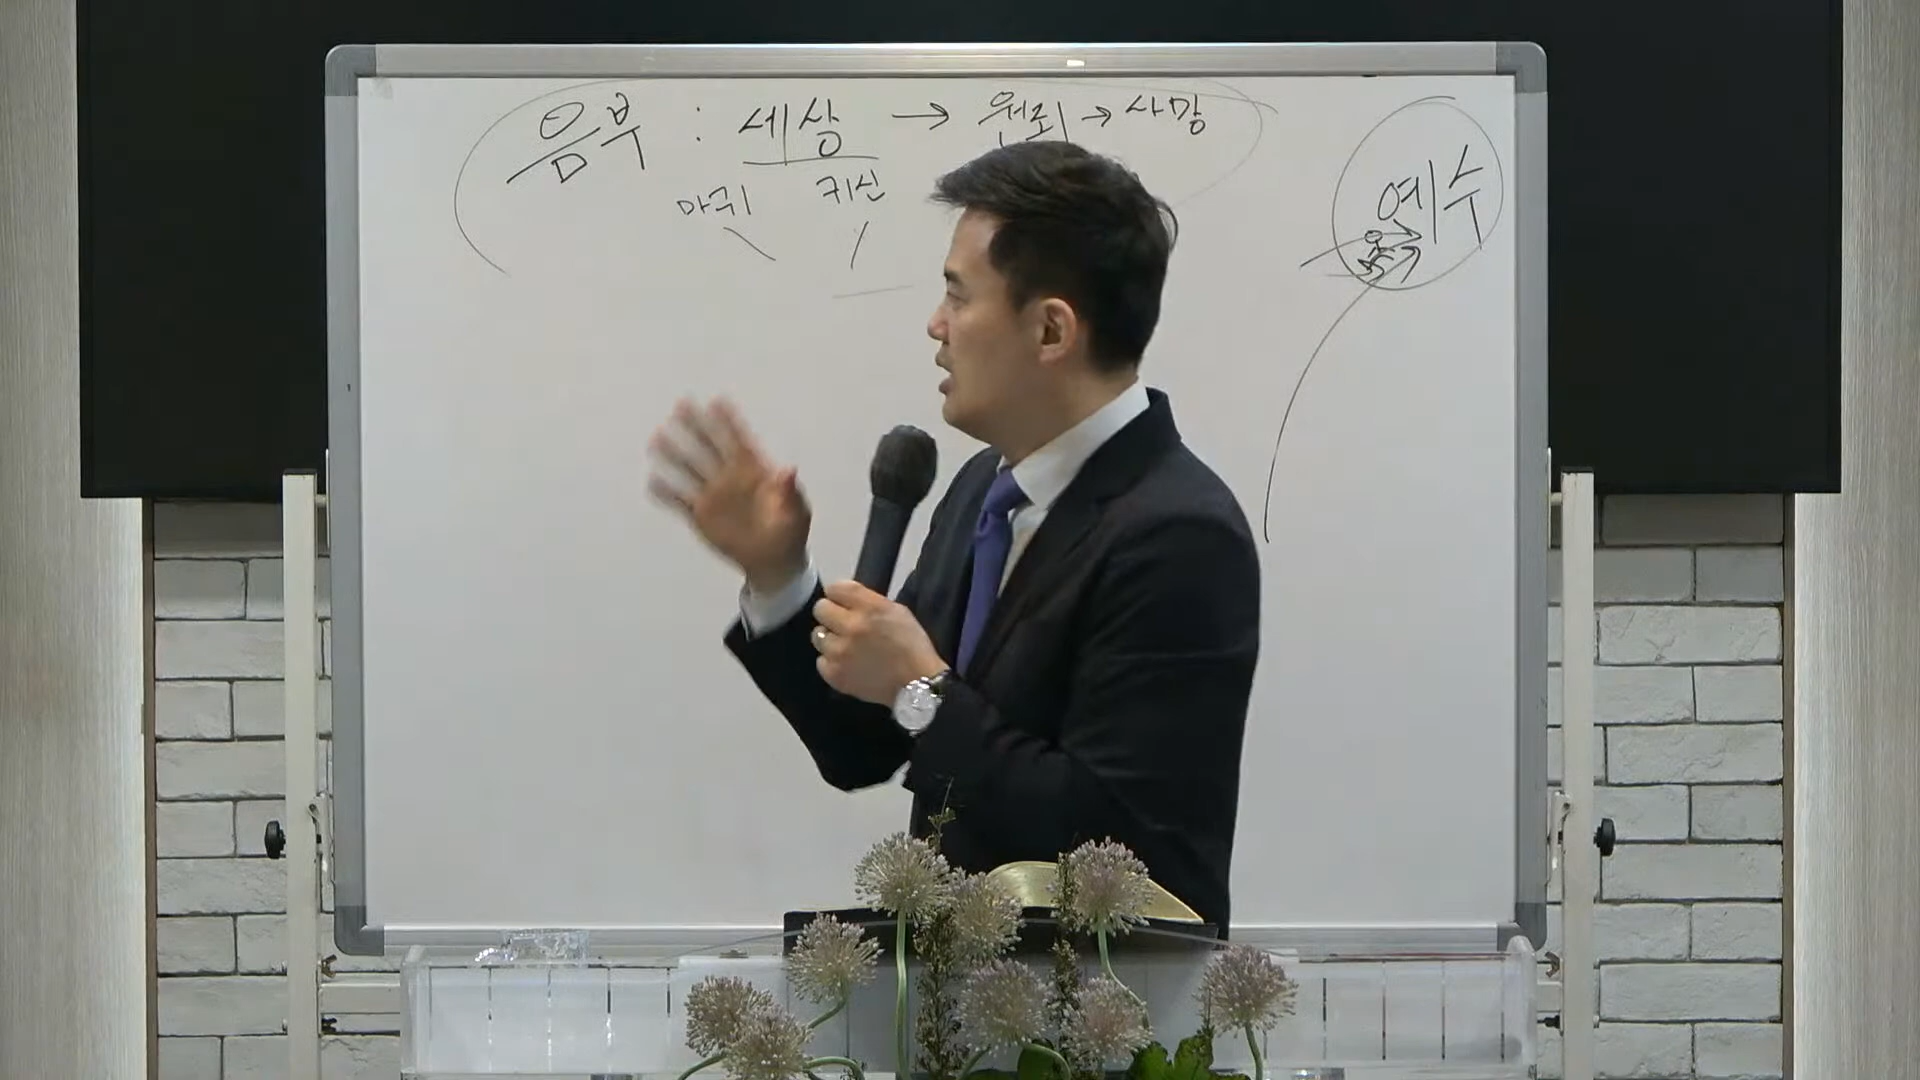 음부 : 세상 → 원죄 → 사망
마귀 귀신
예수